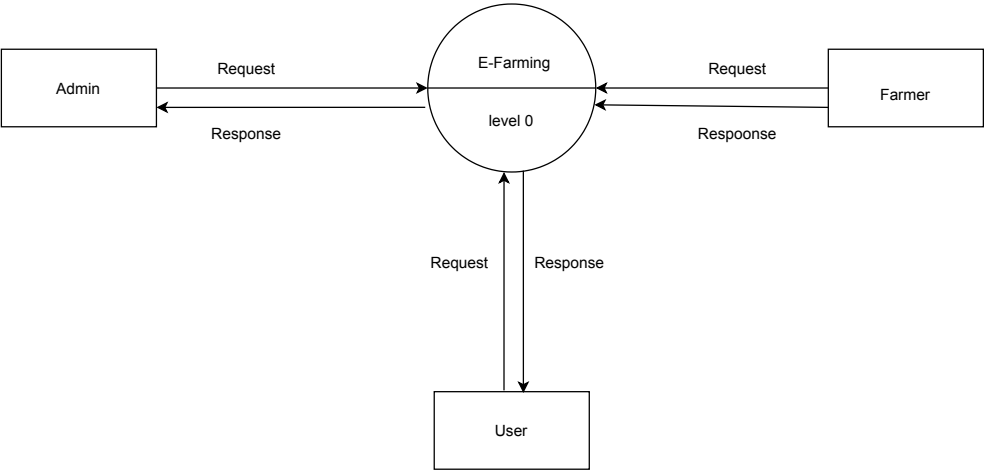 E-Farming
Request
Request
Admin
Farmer
level 0
Response
Respoonse
Request
Response
User